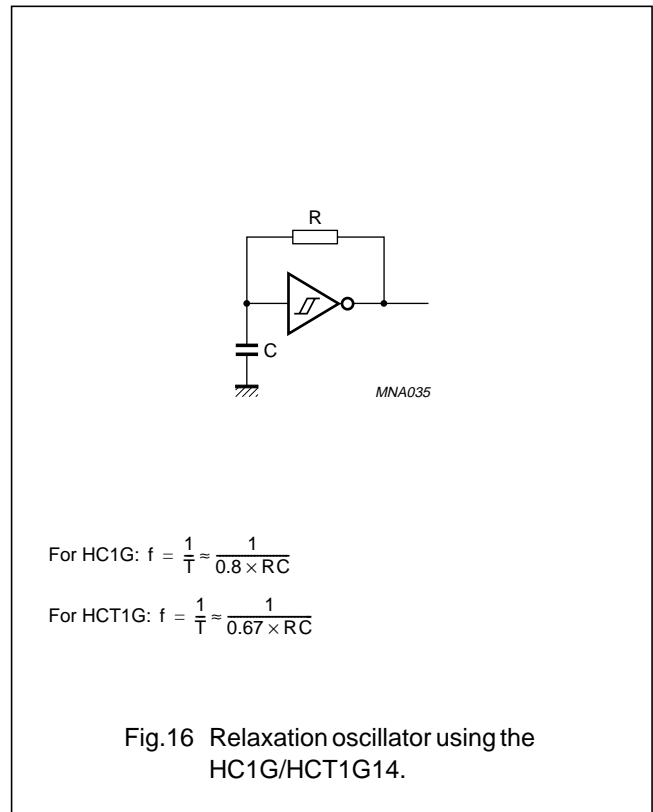 R
C
MNA035
For HC1G: f = 1/T ≈ 1/(0.8 × RC)
For HCT1G: f = 1/T ≈ 1/(0.67 × RC)
Fig.16 Relaxation oscillator using the
HC1G/HCT1G14.